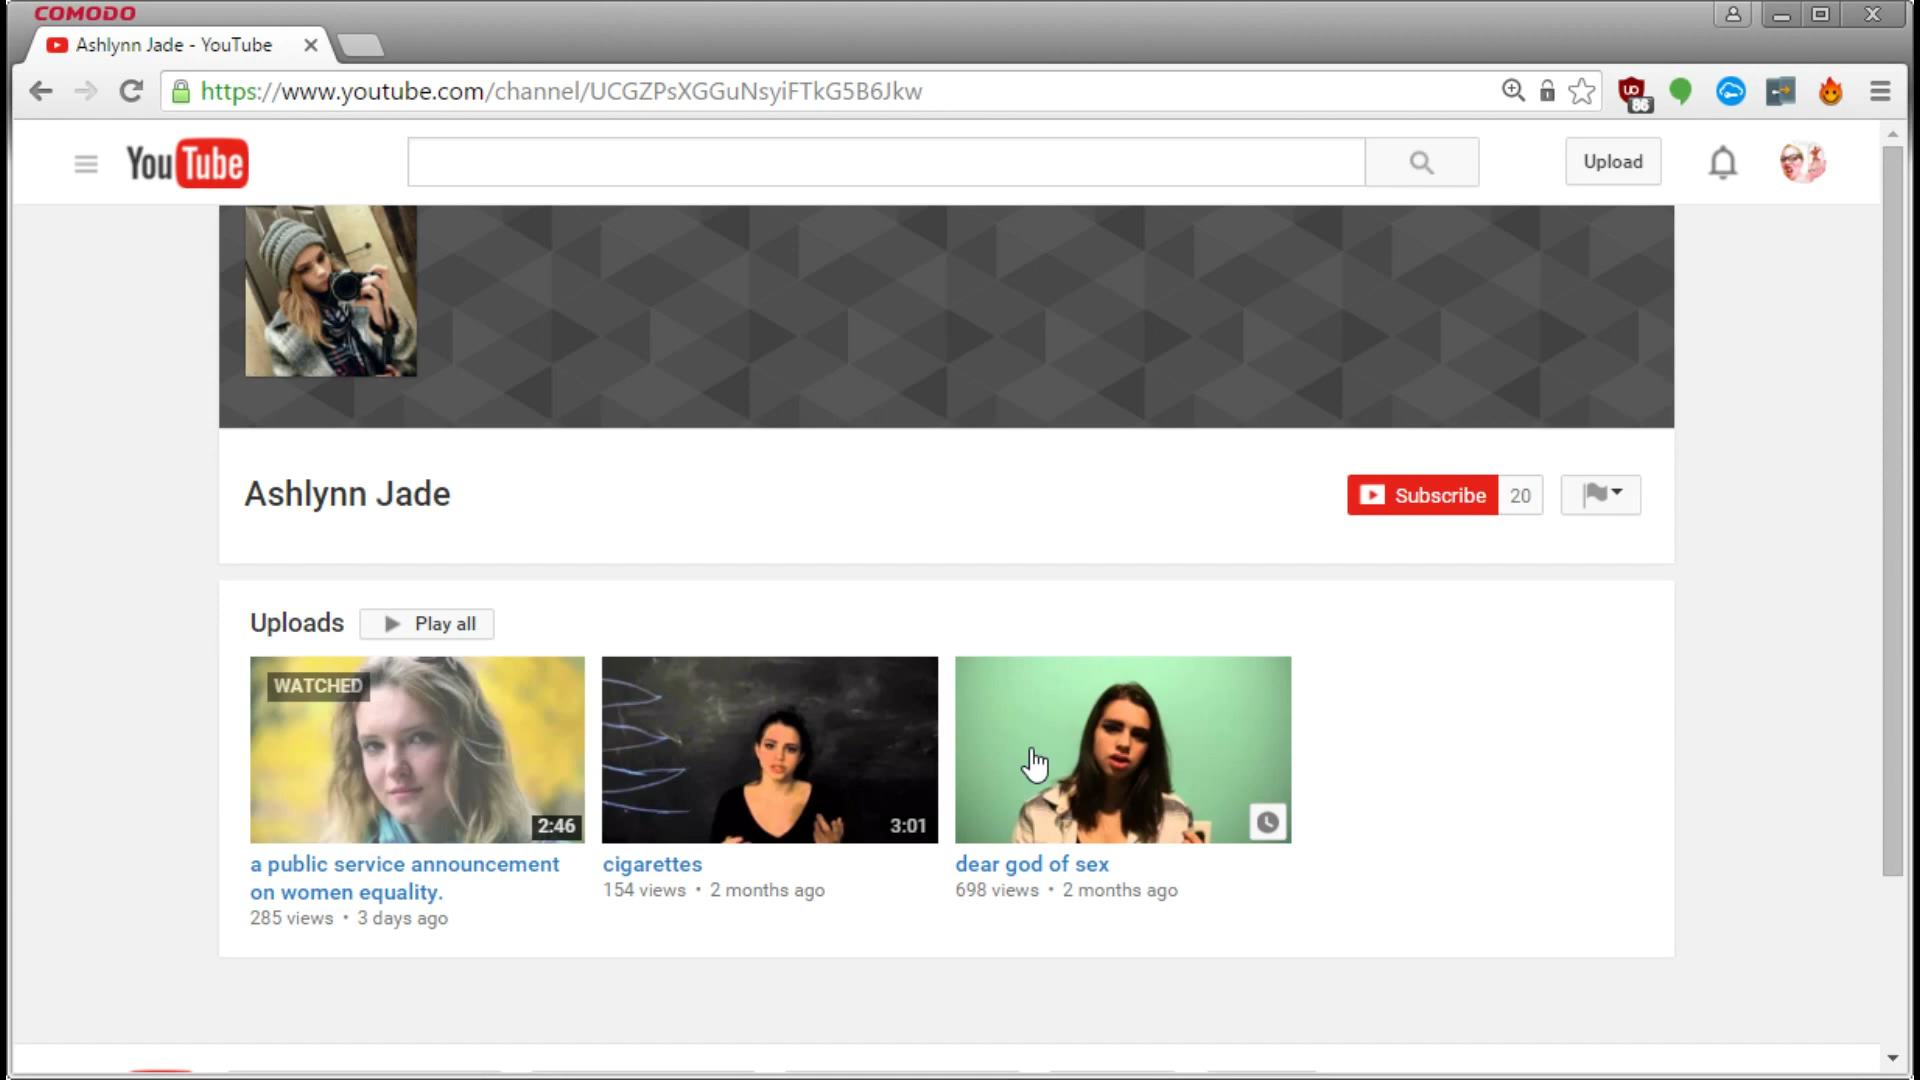 COMODO
Ashlynn Jade - YouTube
https://www.youtube.com/channel/UCGZPsXGGuNsyiFTkG5B6Jkw
UD
86
YouTube
Upload
Ashlynn Jade
Subscribe 20
Uploads
Play all
WATCHED
2:46
3:01
a public service announcement
on women equality.
285 views • 3 days ago
cigarettes
154 views • 2 months ago
dear god of sex
698 views • 2 months ago